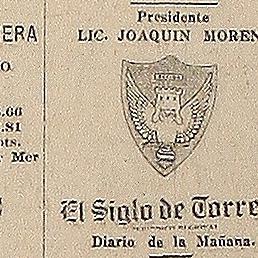 Presidente
LIC. JOAQUIN MOREN
ERA
O
.66
.81
ots.
r Mer
El Siglo de Torre
Diario de la Mañana.